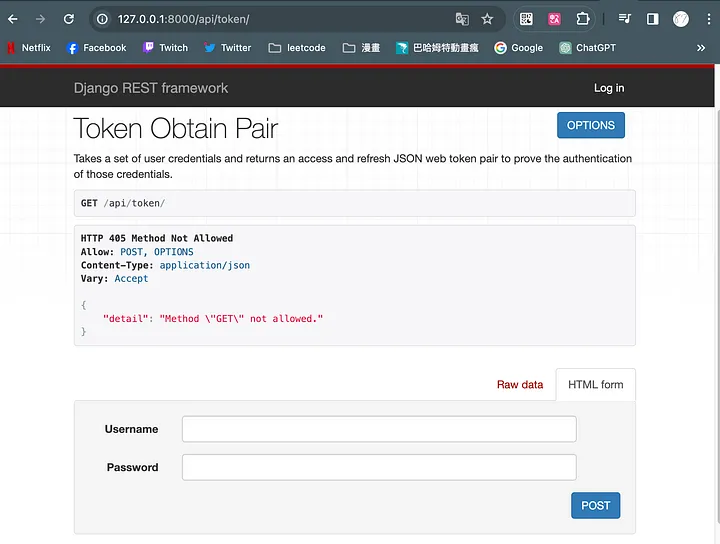 127.0.0.1:8000/api/token/
Netflix Facebook Twitch Twitter leetcode 漫畫 巴哈姆特動畫瘋 Google ChatGPT »
Django REST framework Log in
Token Obtain Pair OPTIONS
Takes a set of user credentials and returns an access and refresh JSON web token pair to prove the authentication
of those credentials.
GET /api/token/
HTTP 405 Method Not Allowed
Allow: POST, OPTIONS
Content-Type: application/json
Vary: Accept
{
"detail": "Method \"GET\" not allowed."
}
Raw data HTML form
Username
Password
POST